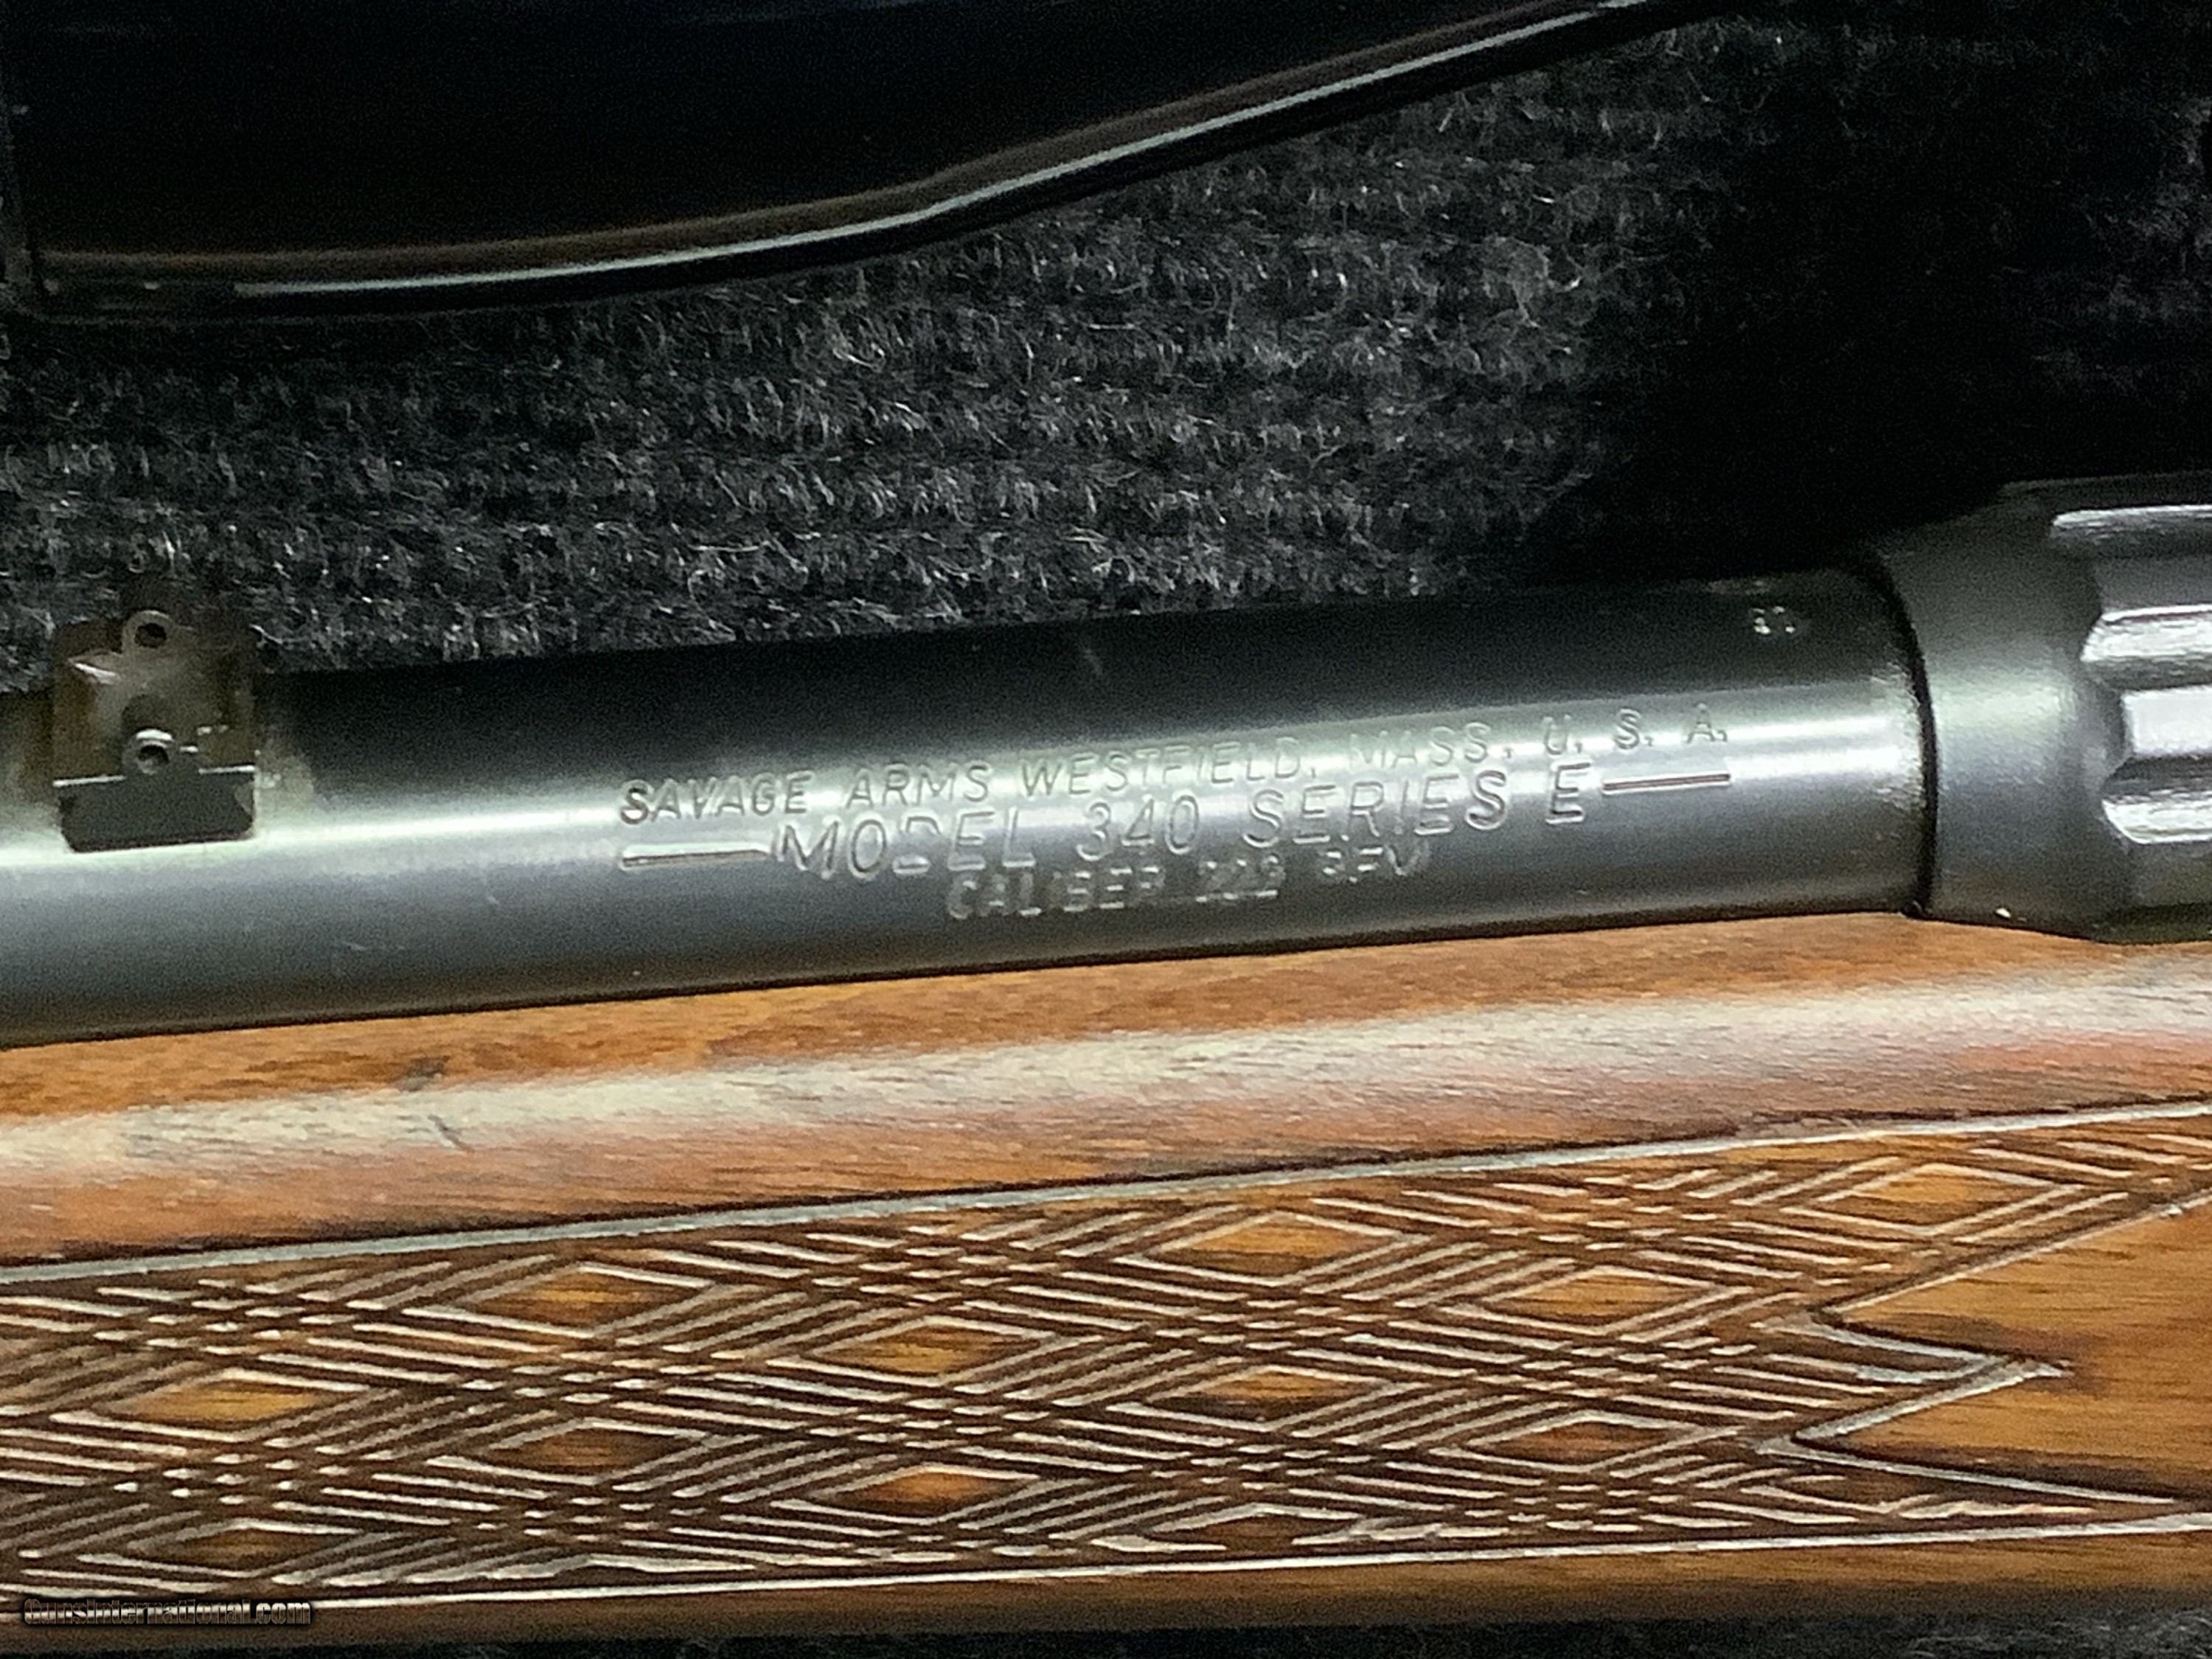 SAVAGE ARMS WESTFIELD, MASS. U. S. A.
MODEL 340 SERIES E
CALIBER
GunsInternational.com